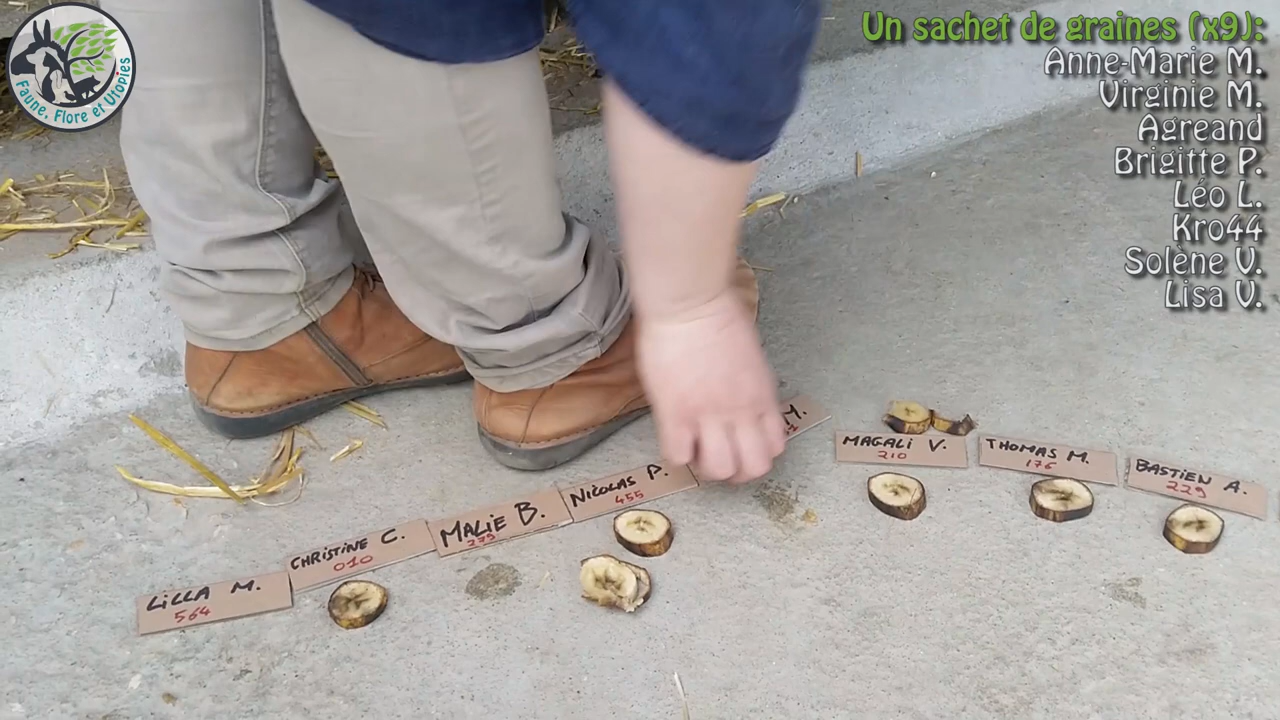 Faune, Flore et Utopies
Un sachet de graines (x9):
Anne-Marie M.
Virginie M.
Agreand
Brigitte P.
Léo L.
Kro44
Solène V.
Lisa V.
LiLLA M.
564
CHRiSTiNE C.
010
MALiE B.
279
NiCOLAS P.
455
M.
MAGALi V.
210
THOMAS M.
176
BASTiEN A.
229